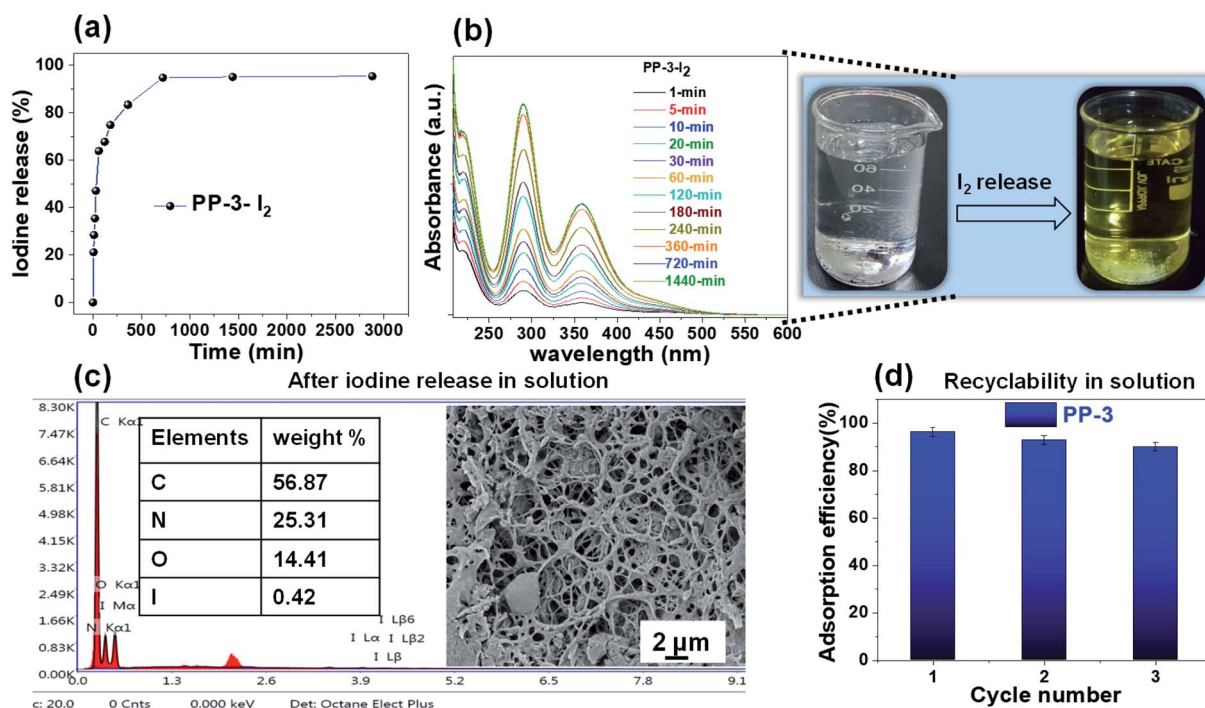 (a)
100
80
60
40
20
0
Iodine release (%)
PP-3- I₂
0 500 1000 1500 2000 2500 3000
Time (min)
(b)
Absorbance (a.u.)
PP-3-I₂
1-min
5-min
10-min
20-min
30-min
60-min
120-min
180-min
240-min
360-min
720-min
1440-min
250 300 350 400 450 500 550 600
wavelength (nm)
60
40
20
I₂ release
(c)
After iodine release in solution
8.30K
7.47K
6.64K
5.81K
4.98K
4.15K
3.32K
2.49K
1.66K
0.83K
0.00K
C Kα1
O Kα1
I Mα
N Kα1
Elements weight %
C 56.87
N 25.31
O 14.41
I 0.42
I Lβ6
I Lα I Lβ2
I Lβ
2 µm
0.0 1.3 2.6 3.9 5.2 6.5 7.8 9.1
c: 20.0 0 Cnts 0.000 keV Det: Octane Elect Plus
(d)
Recyclability in solution
PP-3
Adsorption efficiency(%)
100
80
60
40
20
0
1 2 3
Cycle number